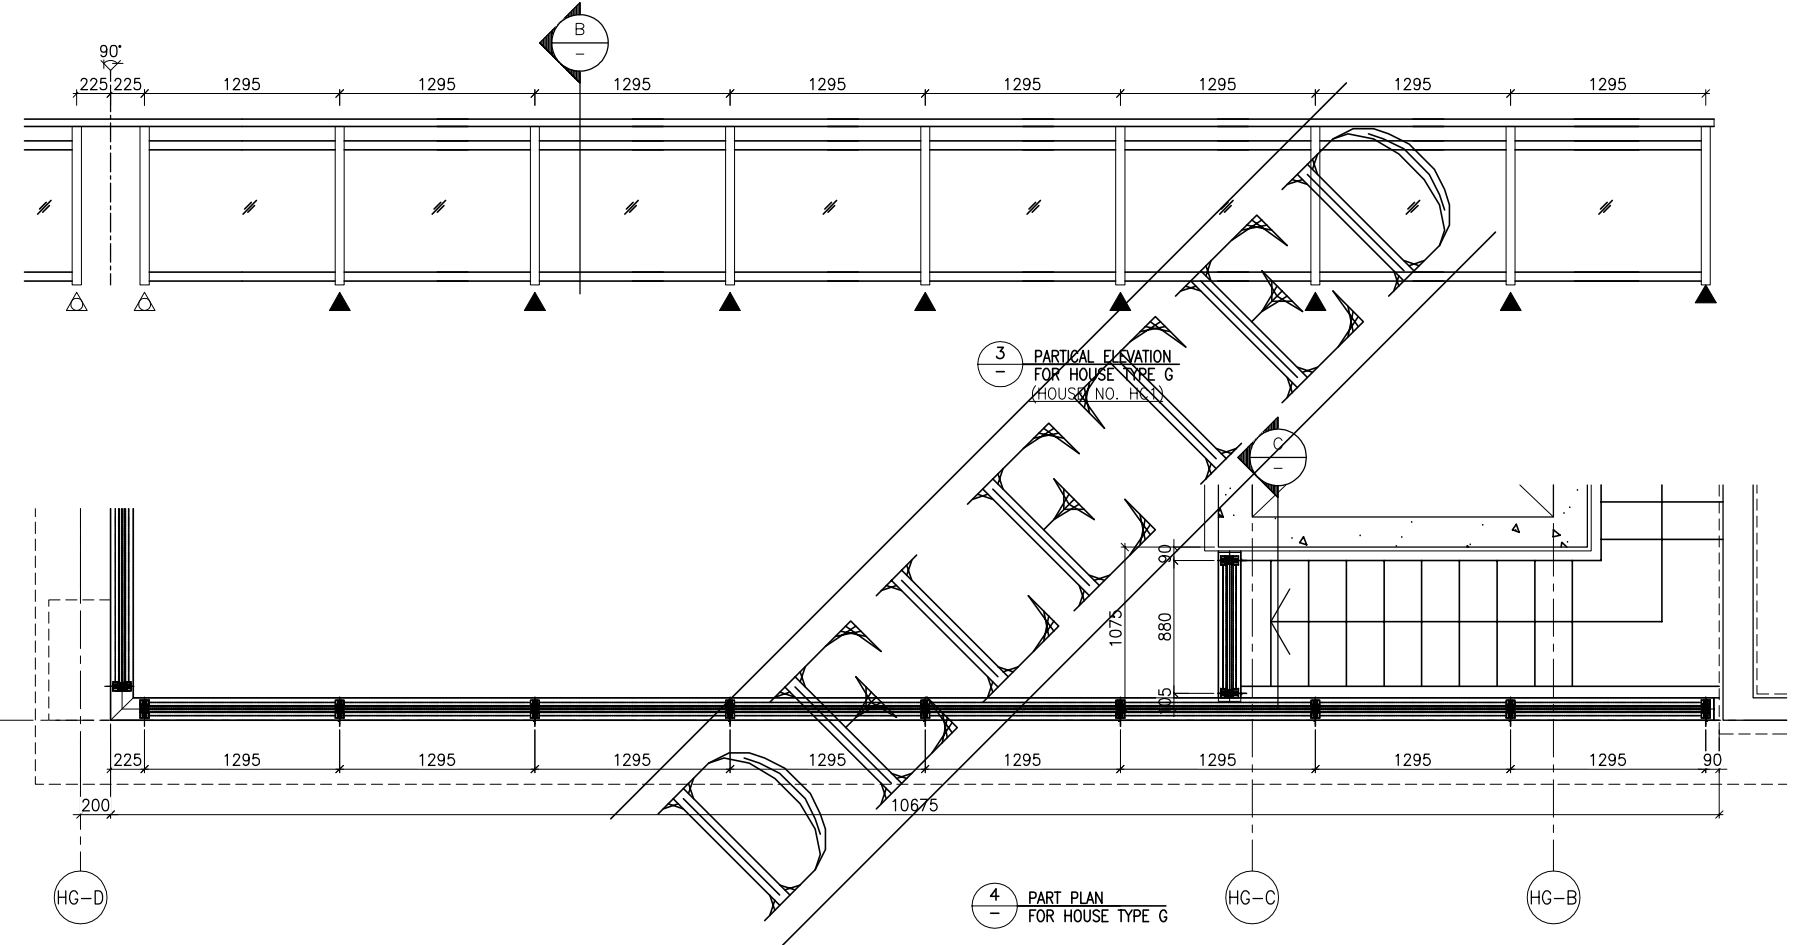 B
-
90°
225 225 1295 1295 1295 1295 1295 1295 1295 1295
3
-
PARTICAL ELEVATION
FOR HOUSE TYPE G
(HOUSE NO. HG1)
C
-
90
1075
880
105
DELETED
225 1295 1295 1295 1295 1295 1295 1295 1295 90
200 10675
HG-D
HG-C
HG-B
4
-
PART PLAN
FOR HOUSE TYPE G